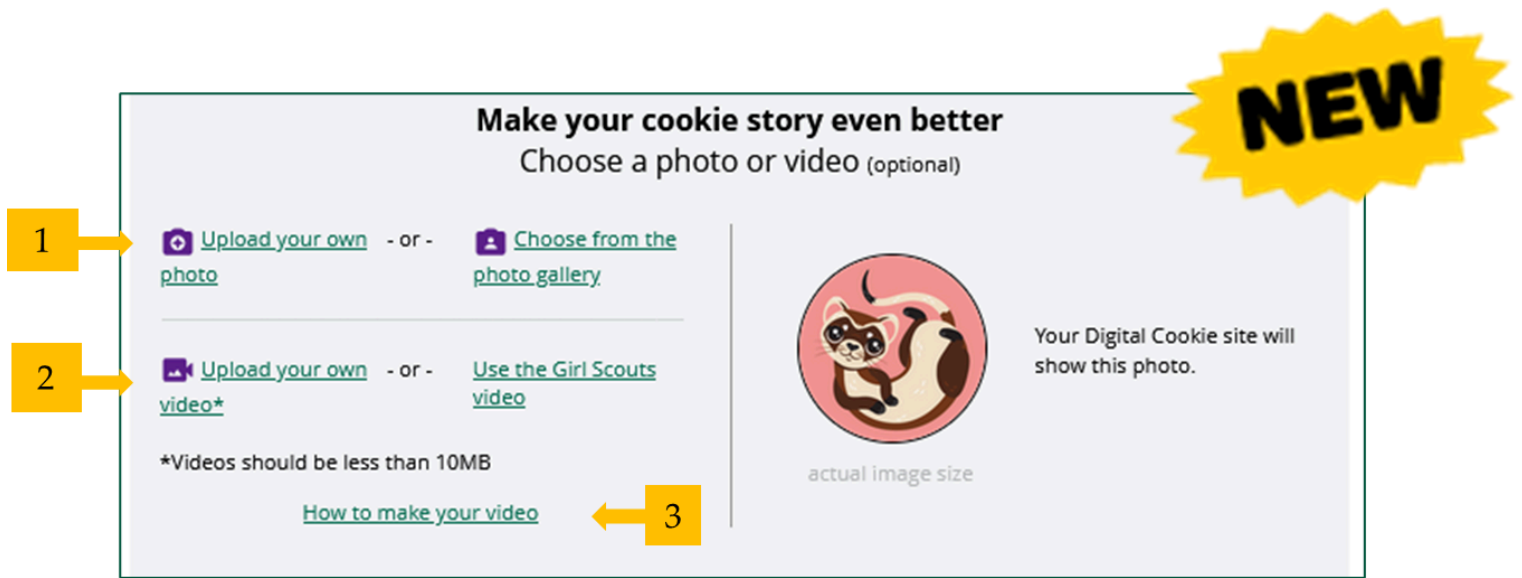 NEW
Make your cookie story even better
Choose a photo or video (optional)
1
Upload your own - or - Choose from the
photo photo gallery
2
Upload your own - or - Use the Girl Scouts
video* video
*Videos should be less than 10MB
How to make your video
3
Your Digital Cookie site will
show this photo.
actual image size